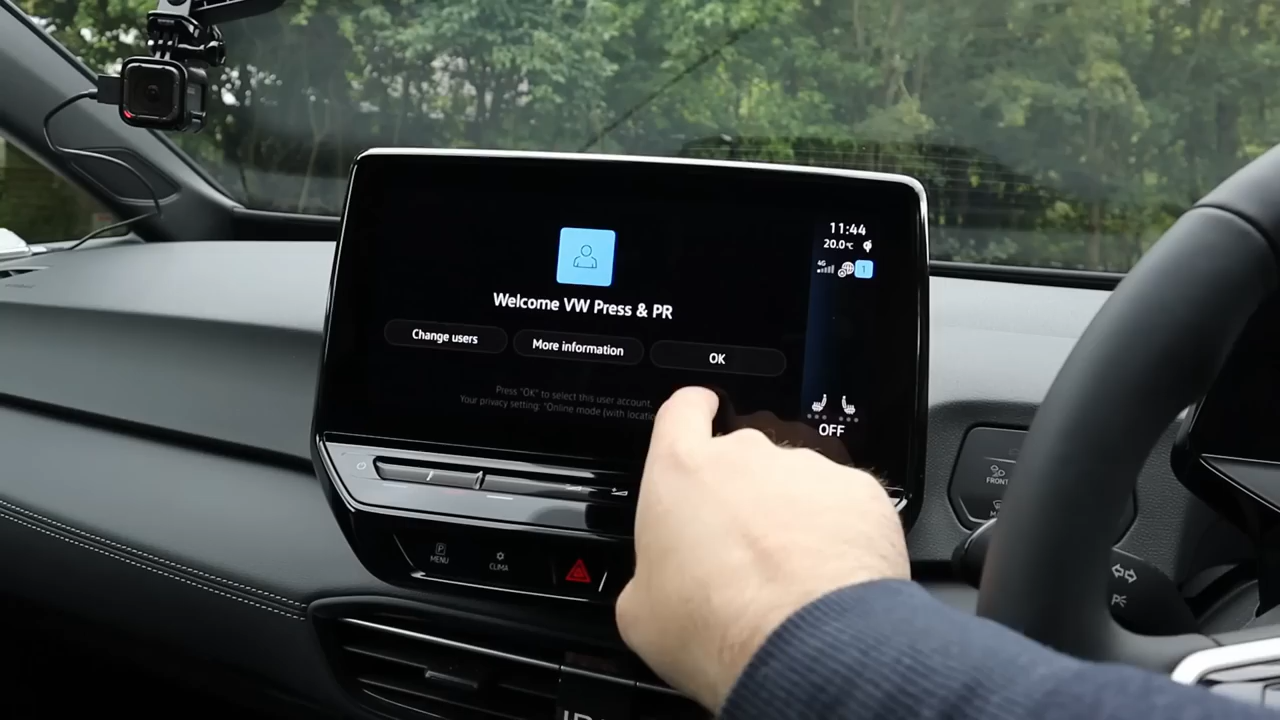 11:44
20.0℃
4G
1
Welcome VW Press & PR
Change users
More information
OK
Press "OK" to select this user account.
Your privacy setting: "Online mode (with
OFF
FRONT
P
MENU
CLIMA